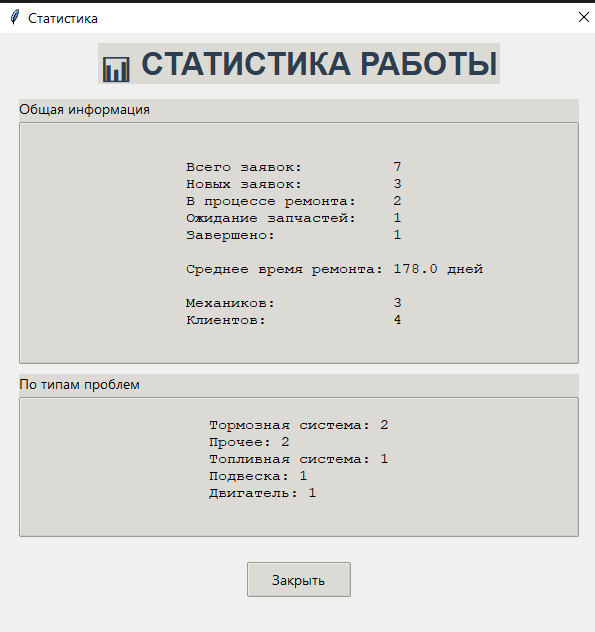 Статистика
СТАТИСТИКА РАБОТЫ
Общая информация
Всего заявок: 7
Новых заявок: 3
В процессе ремонта: 2
Ожидание запчастей: 1
Завершено: 1
Среднее время ремонта: 178.0 дней
Механиков: 3
Клиентов: 4
По типам проблем
Тормозная система: 2
Прочее: 2
Топливная система: 1
Подвеска: 1
Двигатель: 1
Закрыть